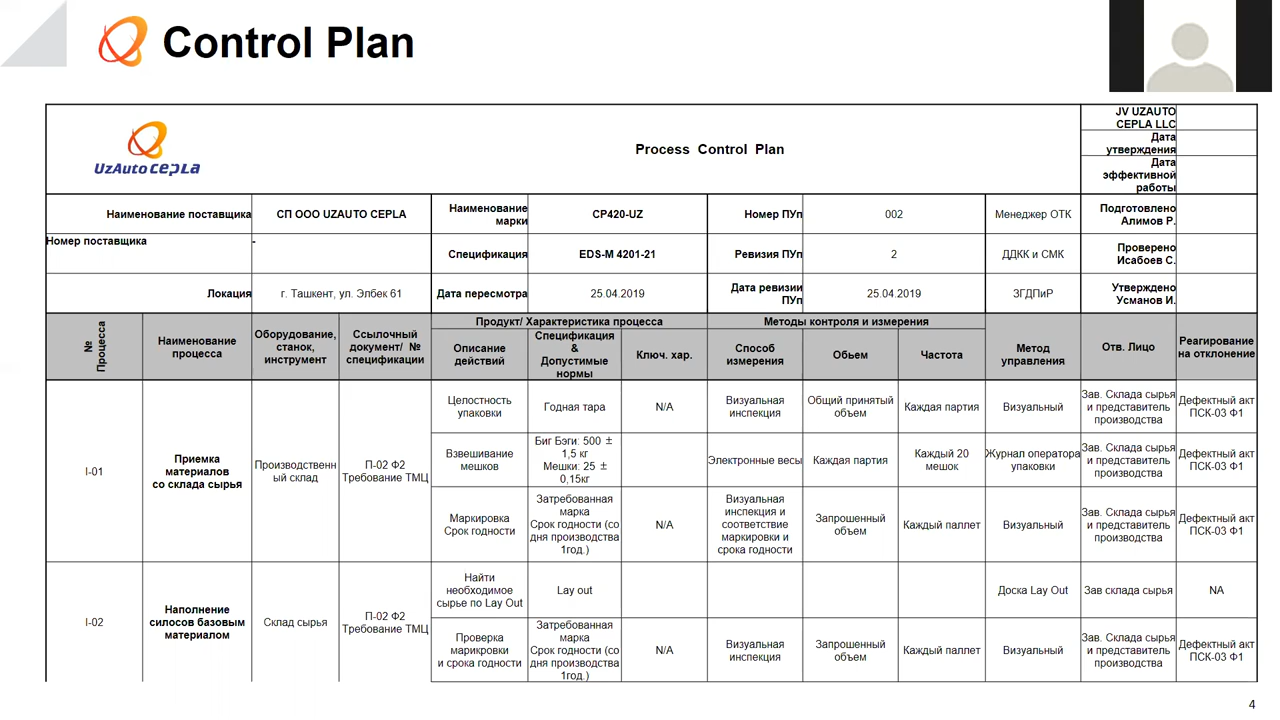 Control Plan
UzAuto CEPLA
Process Control Plan
JV UZAUTO
CEPLA LLC
Дата
утверждения
Дата
эффективной
работы
Наименование поставщика
СП ООО UZAUTO CEPLA
Наименование
марки
CP420-UZ
Номер ПУп
002
Менеджер ОТК
Подготовлено
Алимов Р.
Номер поставщика
-
Спецификация
EDS-M 4201-21
Ревизия ПУп
2
ДДКК и СМК
Проверено
Исабоев С.
Локация
г. Ташкент, ул. Элбек 61
Дата пересмотра
25.04.2019
Дата ревизии
ПУп
25.04.2019
ЗГДПиР
Утверждено
Усманов И.
№
Процесса
Наименование
процесса
Оборудование,
станок,
инструмент
Ссылочный
документ/ №
спецификации
Продукт/ Характеристика процесса
Методы контроля и измерения
Описание
действий
Спецификация
&
Допустимые
нормы
Ключ. хар.
Способ
измерения
Обьем
Частота
Метод
управления
Отв. Лицо
Реагирование
на отклонение
I-01
Приемка
материалов
со склада сырья
Производственн
ый склад
П-02 Ф2
Требование ТМЦ
Целостность
упаковки
Годная тара
N/A
Визуальная
инспекция
Общий принятый
объем
Каждая партия
Визуальный
Зав. Склада сырья
и представитель
производства
Дефектный акт
ПСК-03 Ф1
Взвешивание
мешков
Биг Бэги: 500 ±
1,5 кг
Мешки: 25 ±
0,15кг
Электронные весы
Каждая партия
Каждый 20
мешок
Журнал оператора
упаковки
Зав. Склада сырья
и представитель
производства
Дефектный акт
ПСК-03 Ф1
Маркировка
Срок годности
Затребованная
марка
Срок годности (со
дня производства
1год.)
N/A
Визуальная
инспекция и
соответствие
маркировки и
срока годности
Запрошенный
объем
Каждый паллет
Визуальный
Зав. Склада сырья
и представитель
производства
Дефектный акт
ПСК-03 Ф1
I-02
Наполнение
силосов базовым
материалом
Склад сырья
П-02 Ф2
Требование ТМЦ
Найти
необходимое
сырье по Lay Out
Lay out
Доска Lay Out
Зав склада сырья
NA
Проверка
марикровки
и срока годности
Затребованная
марка
Срок годности (со
дня производства
1год.)
N/A
Визуальная
инспекция
Запрошенный
объем
Каждый паллет
Визуальный
Зав. Склада сырья
и представитель
производства
Дефектный акт
ПСК-03 Ф1
4